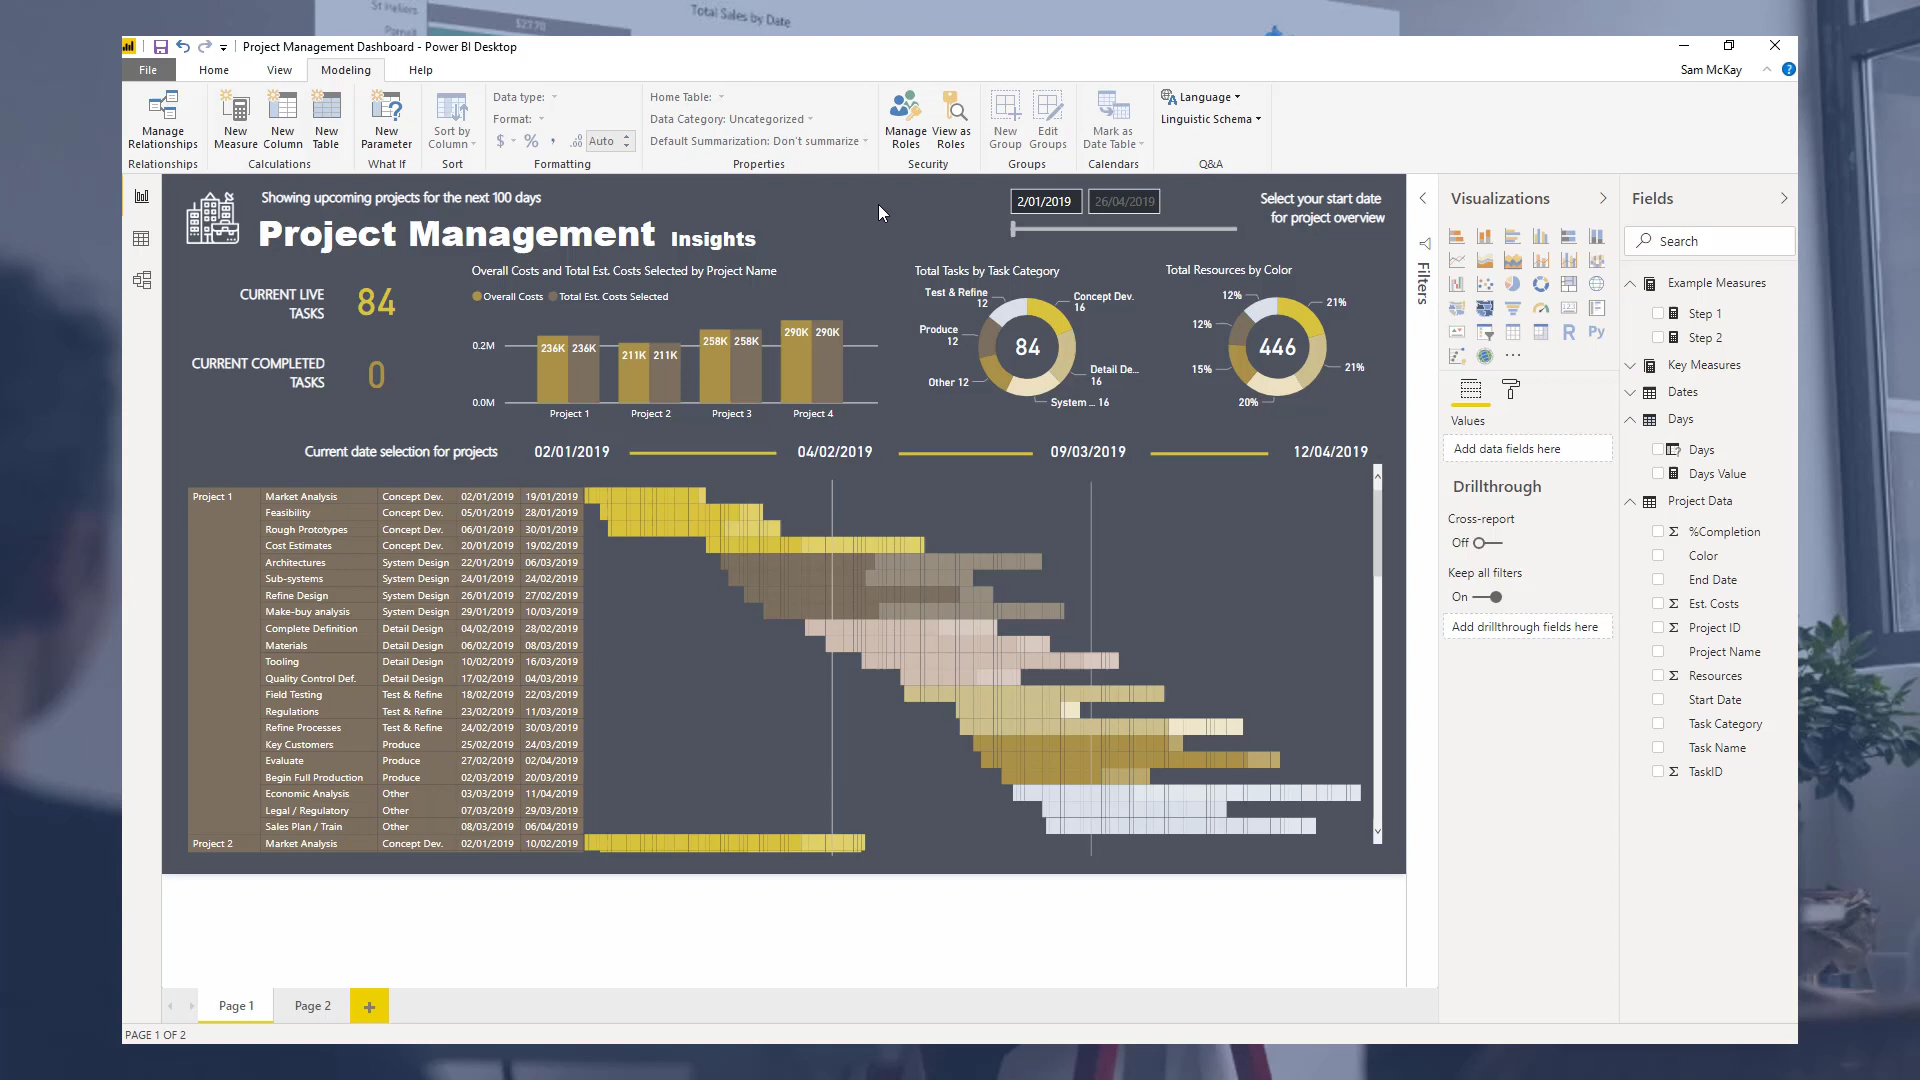 St Heliers
$27.70
Total Sales by Date
Project Management Dashboard - Power BI Desktop
File
Home
View
Modeling
Help
Sam McKay
Manage Relationships
New Measure
New Column
New Table
New Parameter
Sort by Column
Data type:
Format:
$ % , .00 Auto
Home Table:
Data Category: Uncategorized
Default Summarization: Don't summarize
Manage Roles
View as Roles
New Group
Edit Groups
Mark as Date Table
Language
Linguistic Schema
Relationships
Calculations
What If
Sort
Formatting
Properties
Security
Groups
Calendars
Q&A
Showing upcoming projects for the next 100 days
Project Management Insights
2/01/2019
26/04/2019
Select your start date
for project overview
CURRENT LIVE
TASKS
84
CURRENT COMPLETED
TASKS
0
Overall Costs and Total Est. Costs Selected by Project Name
Overall Costs Total Est. Costs Selected
0.2M
0.0M
236K 236K
211K 211K
258K 258K
290K 290K
Project 1
Project 2
Project 3
Project 4
Total Tasks by Task Category
Test & Refine
12
Concept Dev.
16
Produce
12
84
Detail De...
16
Other 12
System ... 16
Total Resources by Color
12%
21%
12%
446
15%
21%
20%
Current date selection for projects
02/01/2019
04/02/2019
09/03/2019
12/04/2019
Project 1 Market Analysis Concept Dev. 02/01/2019 19/01/2019
Feasibility Concept Dev. 05/01/2019 28/01/2019
Rough Prototypes Concept Dev. 06/01/2019 30/01/2019
Cost Estimates Concept Dev. 20/01/2019 19/02/2019
Architectures System Design 22/01/2019 06/03/2019
Sub-systems System Design 24/01/2019 24/02/2019
Refine Design System Design 26/01/2019 27/02/2019
Make-buy analysis System Design 29/01/2019 10/03/2019
Complete Definition Detail Design 04/02/2019 28/02/2019
Materials Detail Design 06/02/2019 08/03/2019
Tooling Detail Design 10/02/2019 16/03/2019
Quality Control Def. Detail Design 17/02/2019 04/03/2019
Field Testing Test & Refine 18/02/2019 22/03/2019
Regulations Test & Refine 23/02/2019 11/03/2019
Refine Processes Test & Refine 24/02/2019 30/03/2019
Key Customers Produce 25/02/2019 24/03/2019
Evaluate Produce 27/02/2019 02/04/2019
Begin Full Production Produce 02/03/2019 20/03/2019
Economic Analysis Other 03/03/2019 11/04/2019
Legal / Regulatory Other 07/03/2019 29/03/2019
Sales Plan / Train Other 08/03/2019 06/04/2019
Project 2 Market Analysis Concept Dev. 02/01/2019 10/02/2019
Filters
Visualizations
R
Py
Values
Add data fields here
Drillthrough
Cross-report
Off
Keep all filters
On
Add drillthrough fields here
Fields
Search
Example Measures
Step 1
Step 2
Key Measures
Dates
Days
Days
Days Value
Project Data
%Completion
Color
End Date
Est. Costs
Project ID
Project Name
Resources
Start Date
Task Category
Task Name
TaskID
Page 1
Page 2
PAGE 1 OF 2